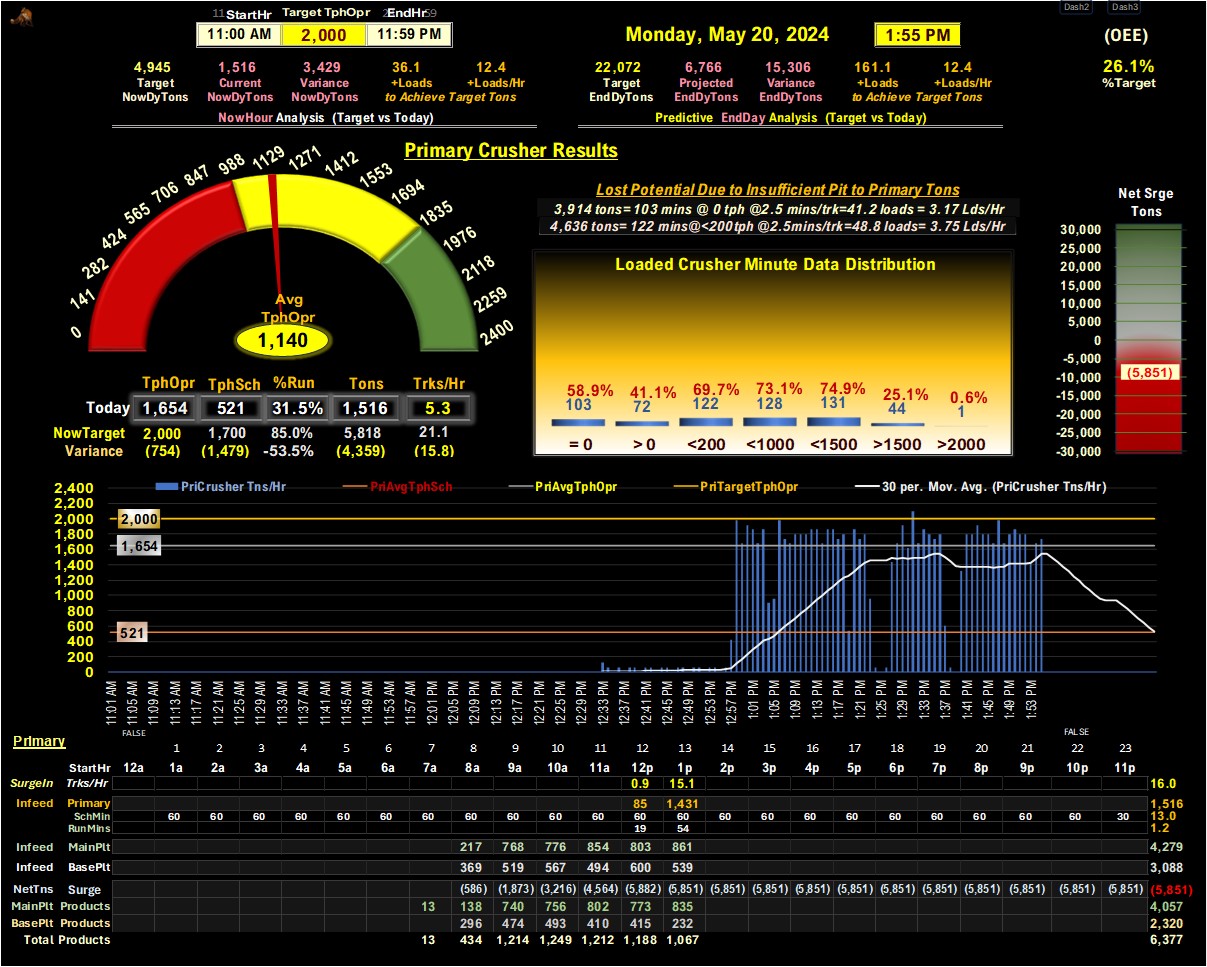 Dash2 Dash3
11 StartHr Target TphOpr EndHr 59
11:00 AM 2,000 11:59 PM
Monday, May 20, 2024 1:55 PM (OEE)
4,945 1,516 3,429 36.1 12.4
Target Current Variance +Loads +Loads/Hr
NowDyTons NowDyTons NowDyTons to Achieve Target Tons
NowHour Analysis (Target vs Today)
22,072 6,766 15,306 161.1 12.4
Target Projected Variance +Loads +Loads/Hr
EndDyTons EndDyTons EndDyTons to Achieve Target Tons
Predictive EndDay Analysis (Target vs Today)
26.1%
%Target
Primary Crusher Results
0 141 282 424 565 706 847 988 1129 1271 1412 1553 1694 1835 1976 2118 2259 2400
Avg
TphOpr
1,140
Lost Potential Due to Insufficient Pit to Primary Tons
3,914 tons= 103 mins @ 0 tph @2.5 mins/trk=41.2 loads = 3.17 Lds/Hr
4,636 tons= 122 mins@<200tph @2.5mins/trk=48.8 loads= 3.75 Lds/Hr
Loaded Crusher Minute Data Distribution
58.9% 41.1% 69.7% 73.1% 74.9% 25.1% 0.6%
103 72 122 128 131 44 1
= 0 > 0 <200 <1000 <1500 >1500 >2000
Net Srge
Tons
30,000
25,000
20,000
15,000
10,000
5,000
0
-5,000
(5,851)
-10,000
-15,000
-20,000
-25,000
-30,000
TphOpr TphSch %Run Tons Trks/Hr
Today 1,654 521 31.5% 1,516 5.3
NowTarget 2,000 1,700 85.0% 5,818 21.1
Variance (754) (1,479) -53.5% (4,359) (15.8)
PriCrusher Tns/Hr PriAvgTphSch PriAvgTphOpr PriTargetTphOpr 30 per. Mov. Avg. (PriCrusher Tns/Hr)
2,400
2,200
2,000 2,000
1,800
1,600 1,654
1,400
1,200
1,000
800
600 521
400
200
0
11:01 AM 11:05 AM 11:09 AM 11:13 AM 11:17 AM 11:21 AM 11:25 AM 11:29 AM 11:33 AM 11:37 AM 11:41 AM 11:45 AM 11:49 AM 11:53 AM 11:57 AM 12:01 PM 12:05 PM 12:09 PM 12:13 PM 12:17 PM 12:21 PM 12:25 PM 12:29 PM 12:33 PM 12:37 PM 12:41 PM 12:45 PM 12:49 PM 12:53 PM 12:57 PM 1:01 PM 1:05 PM 1:09 PM 1:13 PM 1:17 PM 1:21 PM 1:25 PM 1:29 PM 1:33 PM 1:37 PM 1:41 PM 1:45 PM 1:49 PM 1:53 PM
Primary FALSE FALSE
1 2 3 4 5 6 7 8 9 10 11 12 13 14 15 16 17 18 19 20 21 22 23
StartHr 12a 1a 2a 3a 4a 5a 6a 7a 8a 9a 10a 11a 12p 1p 2p 3p 4p 5p 6p 7p 8p 9p 10p 11p
SurgeIn Trks/Hr 0.9 15.1 16.0
Infeed Primary 85 1,431 1,516
SchMin 60 60 60 60 60 60 60 60 60 60 60 60 60 60 60 60 60 60 60 60 60 60 30 13.0
RunMins 19 54 1.2
Infeed MainPlt 217 768 776 854 803 861 4,279
Infeed BasePlt 369 519 567 494 600 539 3,088
NetTns Surge (586) (1,873) (3,216) (4,564) (5,882) (5,851) (5,851) (5,851) (5,851) (5,851) (5,851) (5,851) (5,851) (5,851) (5,851) (5,851) (5,851)
MainPlt Products 13 138 740 756 802 773 835 4,057
BasePlt Products 296 474 493 410 415 232 2,320
Total Products 13 434 1,214 1,249 1,212 1,188 1,067 6,377